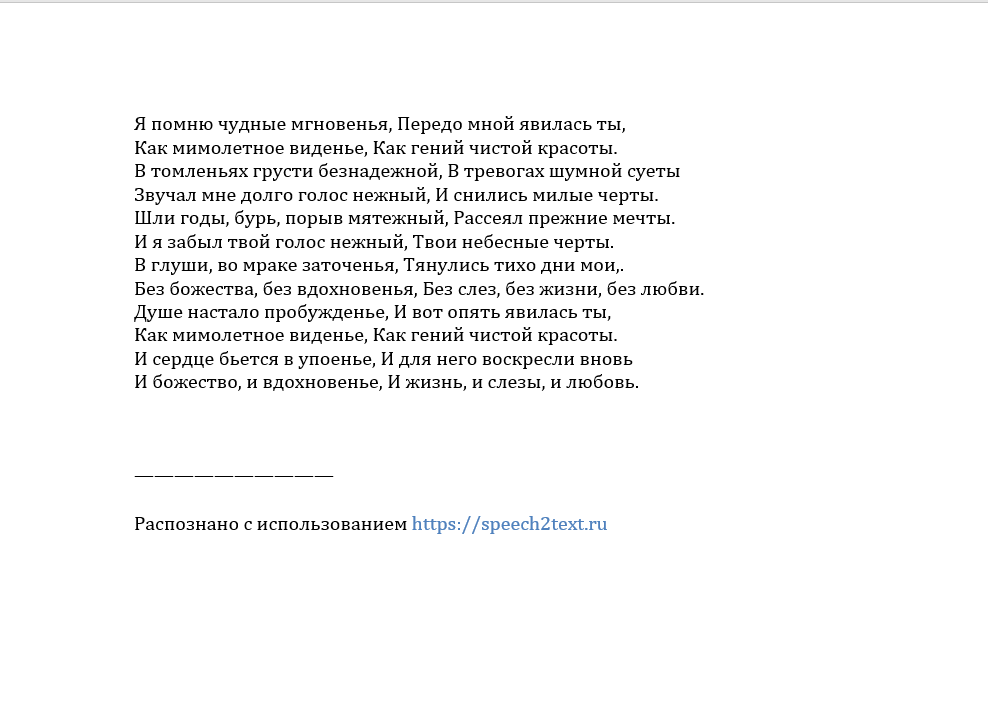 Я помню чудные мгновенья, Передо мной явилась ты,
Как мимолетное виденье, Как гений чистой красоты.
В томленьях грусти безнадежной, В тревогах шумной суеты
Звучал мне долго голос нежный, И снились милые черты.
Шли годы, бурь, порыв мятежный, Рассеял прежние мечты.
И я забыл твой голос нежный, Твои небесные черты.
В глуши, во мраке заточенья, Тянулись тихо дни мои,.
Без божества, без вдохновенья, Без слез, без жизни, без любви.
Душе настало пробужденье, И вот опять явилась ты,
Как мимолетное виденье, Как гений чистой красоты.
И сердце бьется в упоенье, И для него воскресли вновь
И божество, и вдохновенье, И жизнь, и слезы, и любовь.
——————————
Распознано с использованием https://speech2text.ru